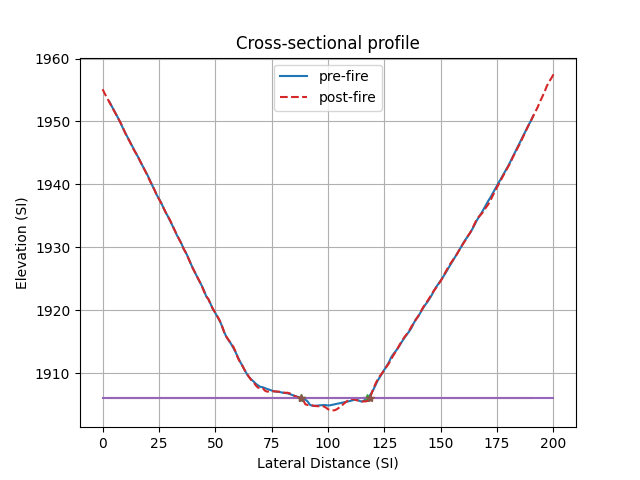 Cross-sectional profile
pre-fire
post-fire
Elevation (SI)
1960
1950
1940
1930
1920
1910
0 25 50 75 100 125 150 175 200
Lateral Distance (SI)